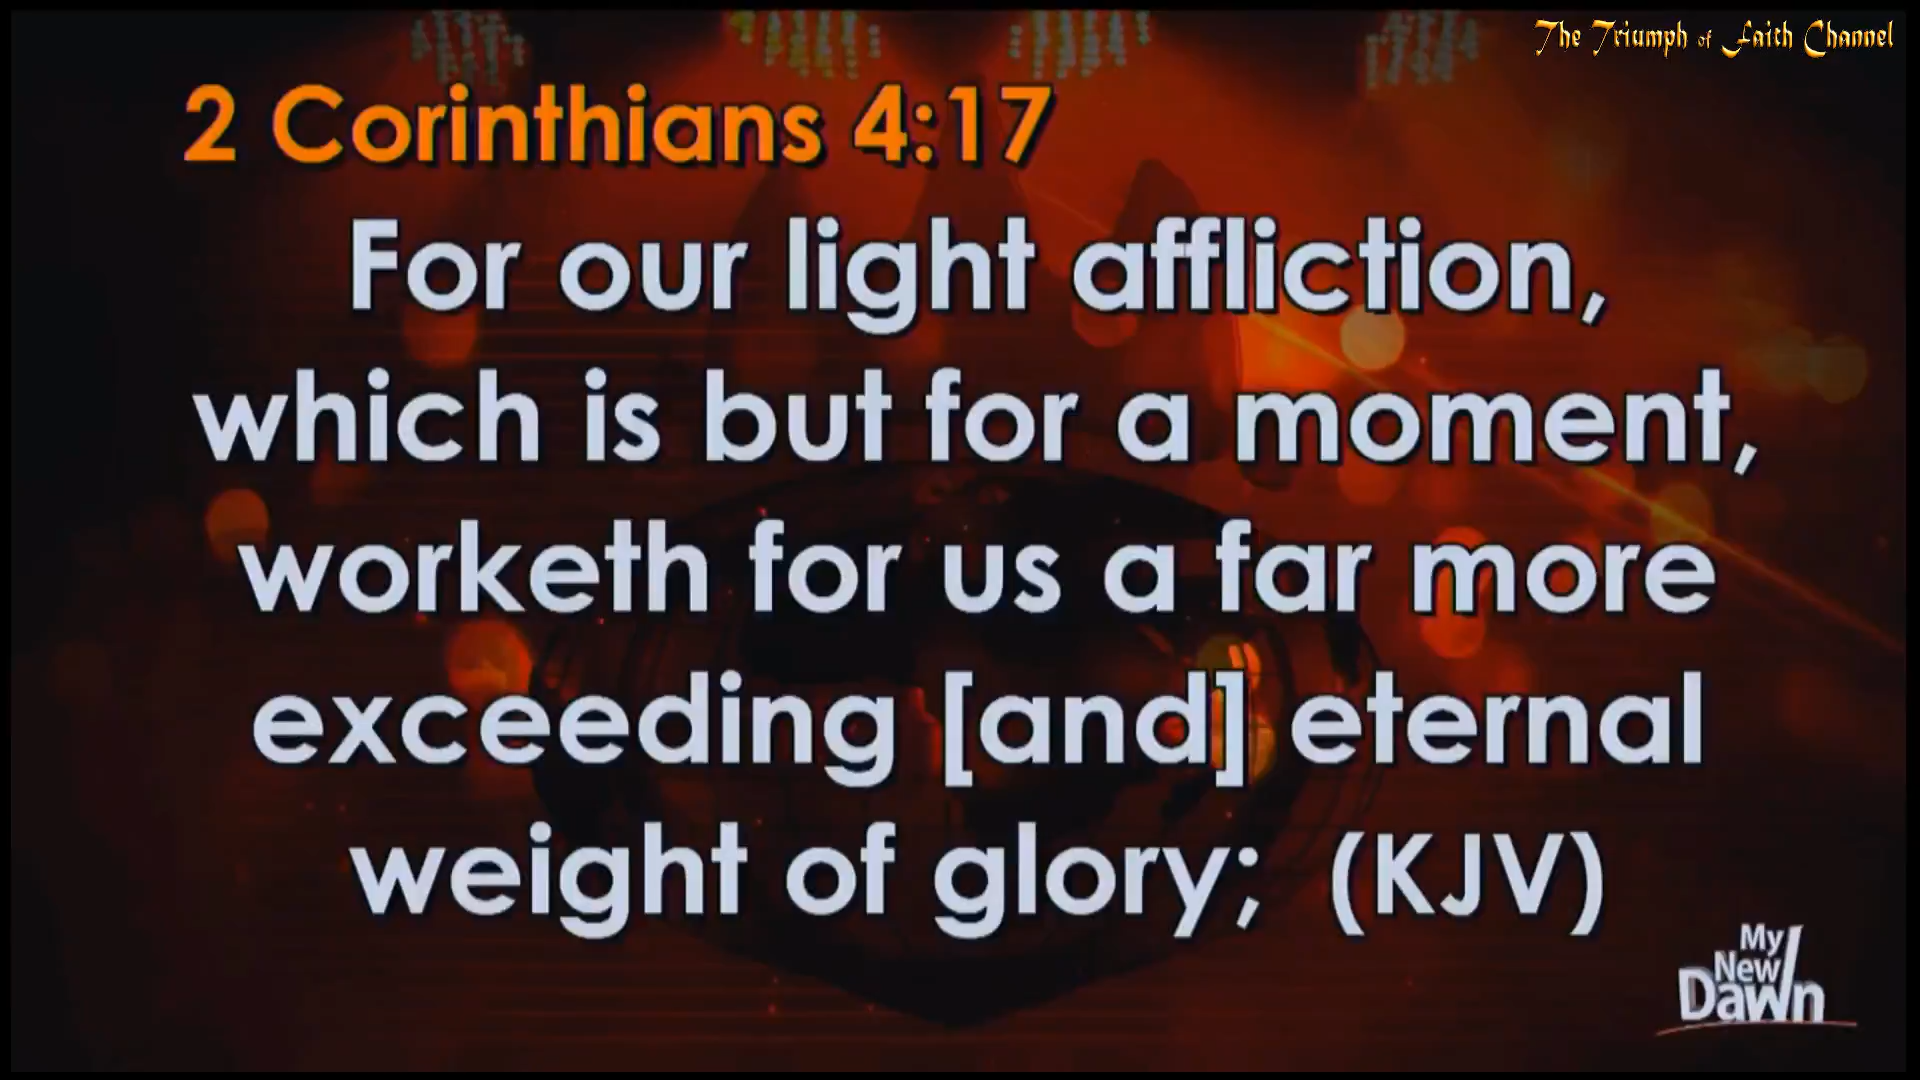 The Triumph of Faith Channel
2 Corinthians 4:17
For our light affliction,
which is but for a moment,
worketh for us a far more
exceeding [and] eternal
weight of glory; (KJV)
My
New
Dawn